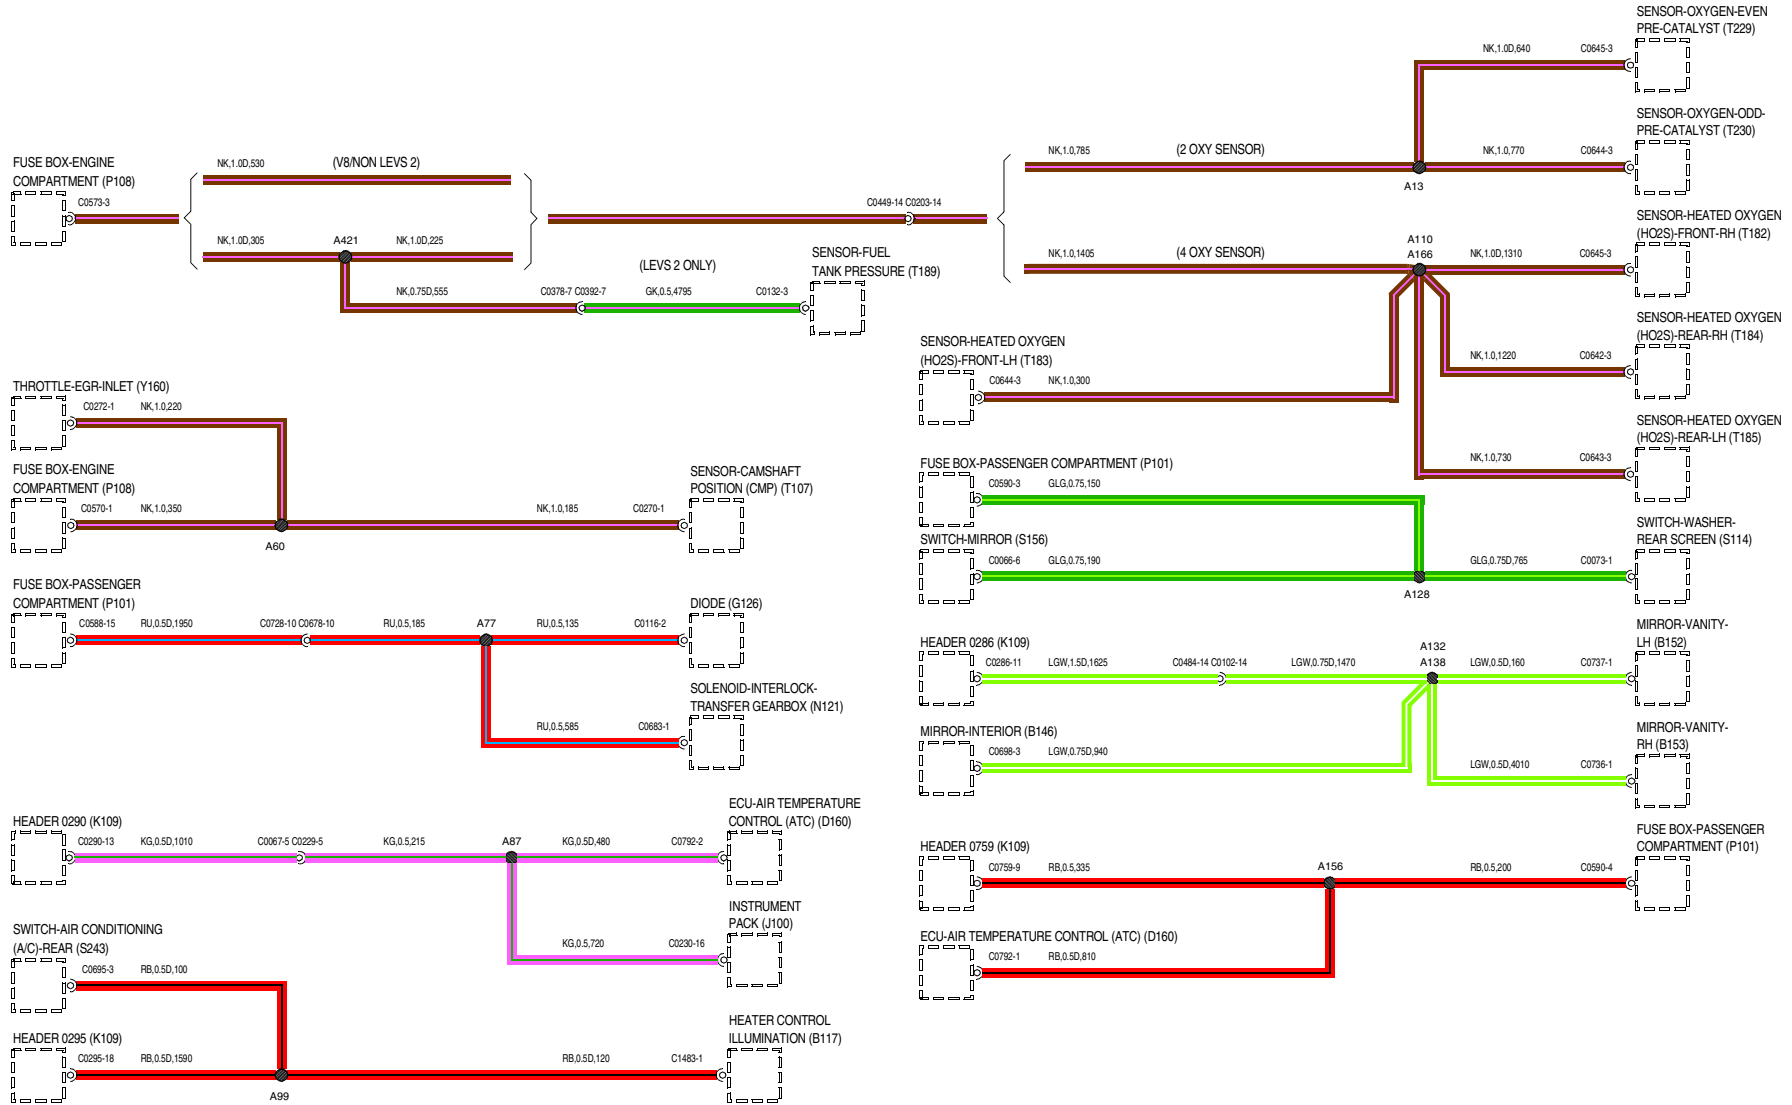 FUSE BOX-ENGINE
COMPARTMENT (P108)
C0573-3
NK,1.0D,530
(V8/NON LEVS 2)
NK,1.0D,305
A421
NK,1.0D,225
NK,0.75D,555
C0378-7 C0392-7
(LEVS 2 ONLY)
GK,0.5,4795
C0132-3
SENSOR-FUEL
TANK PRESSURE (T189)
C0449-14 C0203-14
NK,1.0,785
(2 OXY SENSOR)
A13
NK,1.0D,640
C0645-3
SENSOR-OXYGEN-EVEN
PRE-CATALYST (T229)
NK,1.0,770
C0644-3
SENSOR-OXYGEN-ODD-
PRE-CATALYST (T230)
NK,1.0,1405
(4 OXY SENSOR)
A110
A166
NK,1.0D,1310
C0645-3
SENSOR-HEATED OXYGEN
(HO2S)-FRONT-RH (T182)
NK,1.0,1220
C0642-3
SENSOR-HEATED OXYGEN
(HO2S)-REAR-RH (T184)
NK,1.0,730
C0643-3
SENSOR-HEATED OXYGEN
(HO2S)-REAR-LH (T185)
SENSOR-HEATED OXYGEN
(HO2S)-FRONT-LH (T183)
C0644-3
NK,1.0,300
THROTTLE-EGR-INLET (Y160)
C0272-1
NK,1.0,220
FUSE BOX-ENGINE
COMPARTMENT (P108)
C0570-1
NK,1.0,350
A60
NK,1.0,185
C0270-1
SENSOR-CAMSHAFT
POSITION (CMP) (T107)
FUSE BOX-PASSENGER COMPARTMENT (P101)
C0590-3
GLG,0.75,150
SWITCH-MIRROR (S156)
C0066-6
GLG,0.75,190
A128
GLG,0.75D,765
C0073-1
SWITCH-WASHER-
REAR SCREEN (S114)
FUSE BOX-PASSENGER
COMPARTMENT (P101)
C0588-15
RU,0.5D,1950
C0728-10 C0678-10
RU,0.5,185
A77
RU,0.5,135
C0116-2
DIODE (G126)
RU,0.5,585
C0683-1
SOLENOID-INTERLOCK-
TRANSFER GEARBOX (N121)
HEADER 0286 (K109)
C0286-11
LGW,1.5D,1625
C0484-14 C0102-14
LGW,0.75D,1470
A132
A138
LGW,0.5D,160
C0737-1
MIRROR-VANITY-
LH (B152)
MIRROR-INTERIOR (B146)
C0698-3
LGW,0.75D,940
LGW,0.5D,4010
C0736-1
MIRROR-VANITY-
RH (B153)
HEADER 0290 (K109)
C0290-13
KG,0.5D,1010
C0067-5 C0229-5
KG,0.5,215
A87
KG,0.5D,480
C0792-2
ECU-AIR TEMPERATURE
CONTROL (ATC) (D160)
KG,0.5,720
C0230-16
INSTRUMENT
PACK (J100)
HEADER 0759 (K109)
C0759-9
RB,0.5,335
A156
RB,0.5,200
C0590-4
FUSE BOX-PASSENGER
COMPARTMENT (P101)
ECU-AIR TEMPERATURE CONTROL (ATC) (D160)
C0792-1
RB,0.5D,810
SWITCH-AIR CONDITIONING
(A/C)-REAR (S243)
C0695-3
RB,0.5D,100
HEADER 0295 (K109)
C0295-18
RB,0.5D,1590
A99
RB,0.5D,120
C1483-1
HEATER CONTROL
ILLUMINATION (B117)